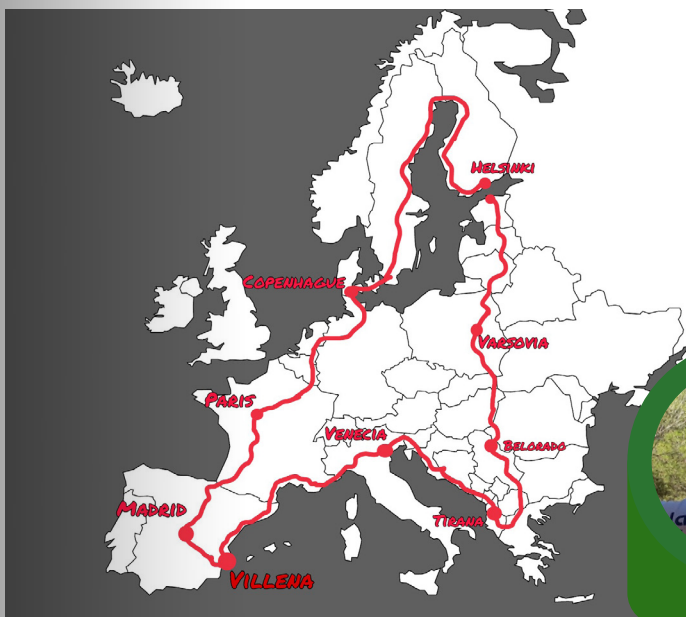 Helsinki
Copenhague
Varsovia
Paris
Venecia
Belgrado
Madrid
Tirana
Villena